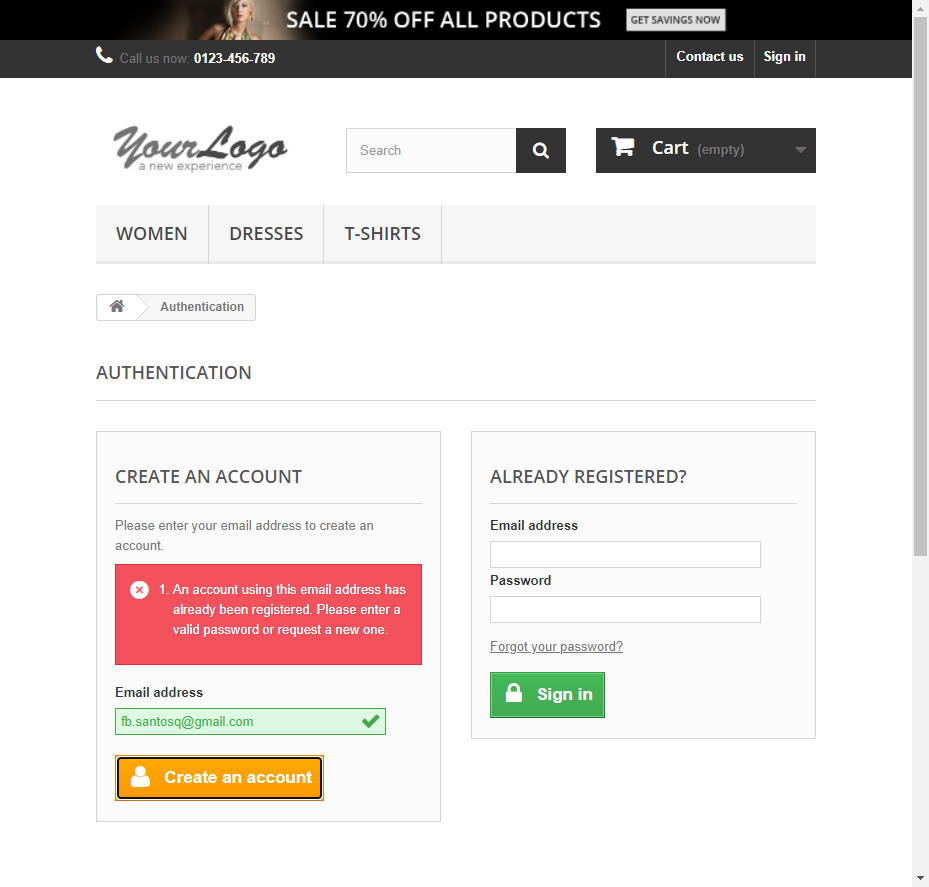 SALE 70% OFF ALL PRODUCTS
GET SAVINGS NOW
Call us now: 0123-456-789
Contact us
Sign in
YourLogo
a new experience
Search
Cart (empty)
WOMEN
DRESSES
T-SHIRTS
Authentication
AUTHENTICATION
CREATE AN ACCOUNT
Please enter your email address to create an
account.
1. An account using this email address has
already been registered. Please enter a
valid password or request a new one.
Email address
fb.santosq@gmail.com
Create an account
ALREADY REGISTERED?
Email address
Password
Forgot your password?
Sign in